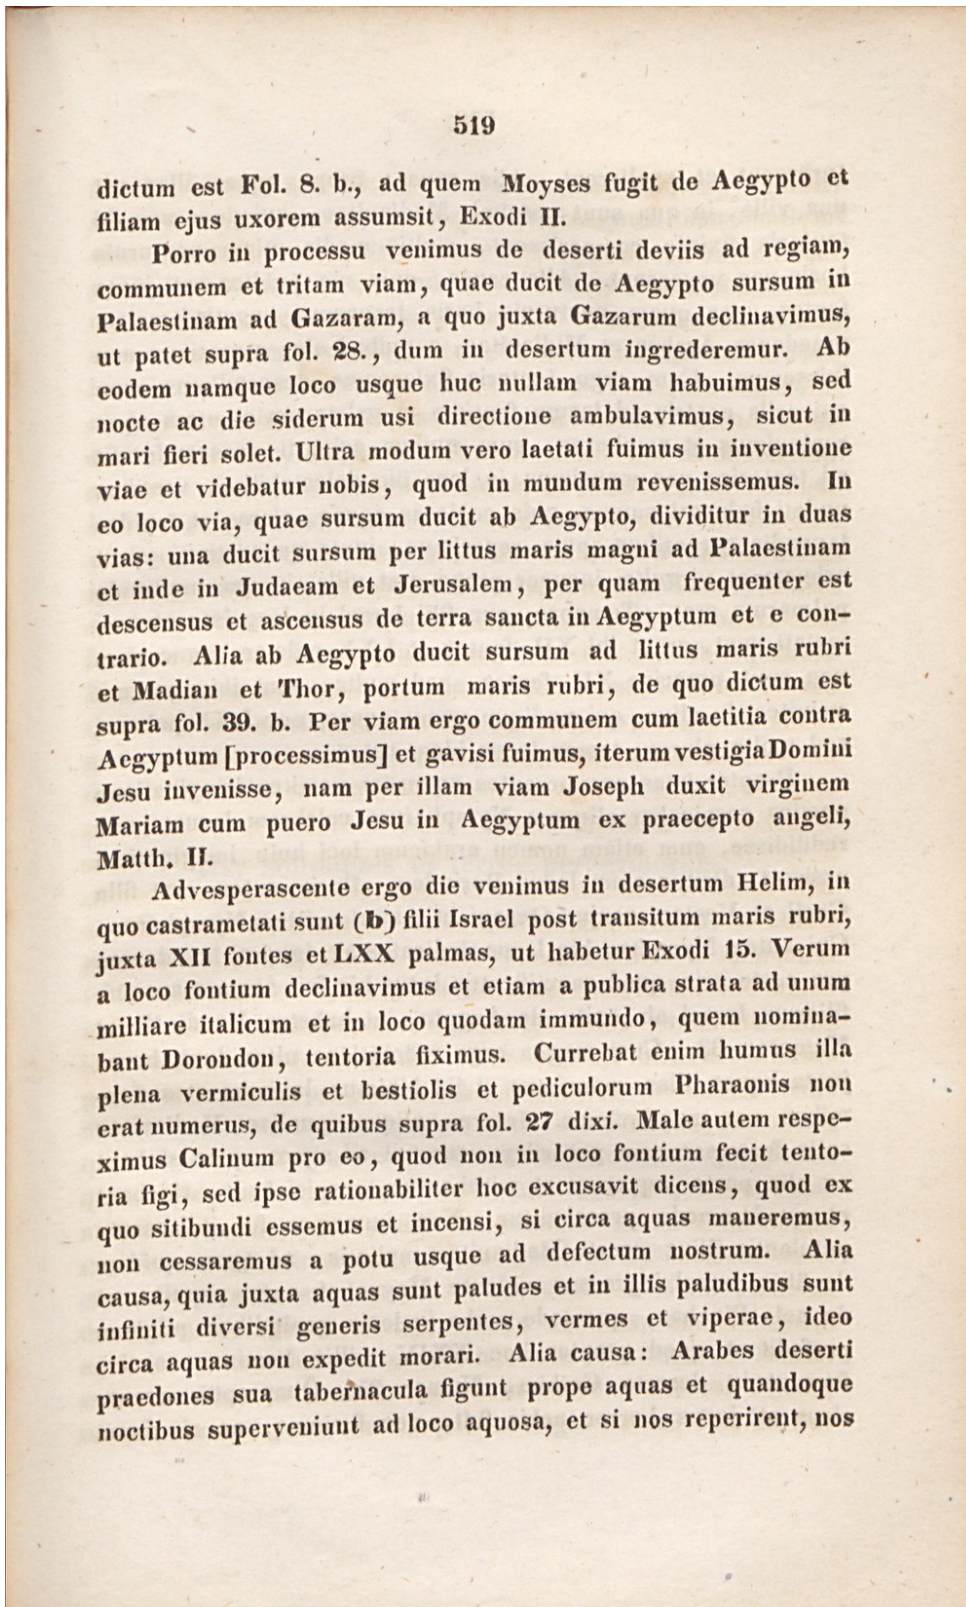 519
dictum est Fol. 8. b., ad quem Moyses fugit de Aegypto et
filiam ejus uxorem assumsit, Exodi II.
Porro in processu venimus de deserti deviis ad regiam,
communem et tritam viam, quae ducit de Aegypto sursum in
Palaestinam ad Gazaram, a quo juxta Gazarum declinavimus,
ut patet supra fol. 28., dum in desertum ingrederemur. Ab
eodem namque loco usque huc nullam viam habuimus, sed
nocte ac die siderum usi directione ambulavimus, sicut in
mari fieri solet. Ultra modum vero laetati fuimus in inventione
viae et videbatur nobis, quod in mundum revenissemus. In
eo loco via, quae sursum ducit ab Aegypto, dividitur in duas
vias: una ducit sursum per littus maris magni ad Palaestinam
et inde in Judaeam et Jerusalem, per quam frequenter est
descensus et ascensus de terra sancta in Aegyptum et e con-
trario. Alia ab Aegypto ducit sursum ad littus maris rubri
et Madian et Thor, portum maris rubri, de quo dictum est
supra fol. 39. b. Per viam ergo communem cum laetitia contra
Aegyptum [processimus] et gavisi fuimus, iterum vestigia Domini
Jesu invenisse, nam per illam viam Joseph duxit virginem
Mariam cum puero Jesu in Aegyptum ex praecepto angeli,
Matth. II.
Advesperascente ergo die venimus in desertum Helim, in
quo castrametati sunt (b) filii Israel post transitum maris rubri,
juxta XII fontes et LXX palmas, ut habetur Exodi 15. Verum
a loco fontium declinavimus et etiam a publica strata ad unum
milliare italicum et in loco quodam immundo, quem nomina-
bant Dorondon, tentoria fiximus. Currebat enim humus illa
plena vermiculis et bestiolis et pediculorum Pharaonis non
erat numerus, de quibus supra fol. 27 dixi. Male autem respe-
ximus Calinum pro eo, quod non in loco fontium fecit tento-
ria figi, sed ipse rationabiliter hoc excusavit dicens, quod ex
quo sitibundi essemus et incensi, si circa aquas maneremus,
non cessaremus a potu usque ad defectum nostrum. Alia
causa, quia juxta aquas sunt paludes et in illis paludibus sunt
infiniti diversi generis serpentes, vermes et viperae, ideo
circa aquas non expedit morari. Alia causa: Arabes deserti
praedones sua tabernacula figunt prope aquas et quandoque
noctibus superveniunt ad loco aquosa, et si nos reperirent, nos